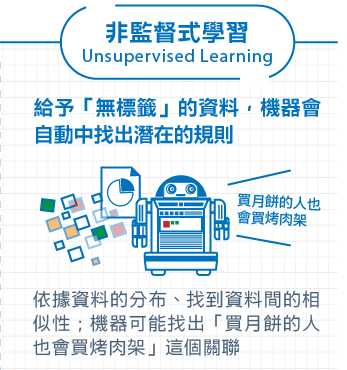 非監督式學習
Unsupervised Learning
給予「無標籤」的資料，機器會
自動中找出潛在的規則
買月餅的人也
會買烤肉架
依據資料的分布、找到資料間的相
似性；機器可能找出「買月餅的人
也會買烤肉架」這個關聯